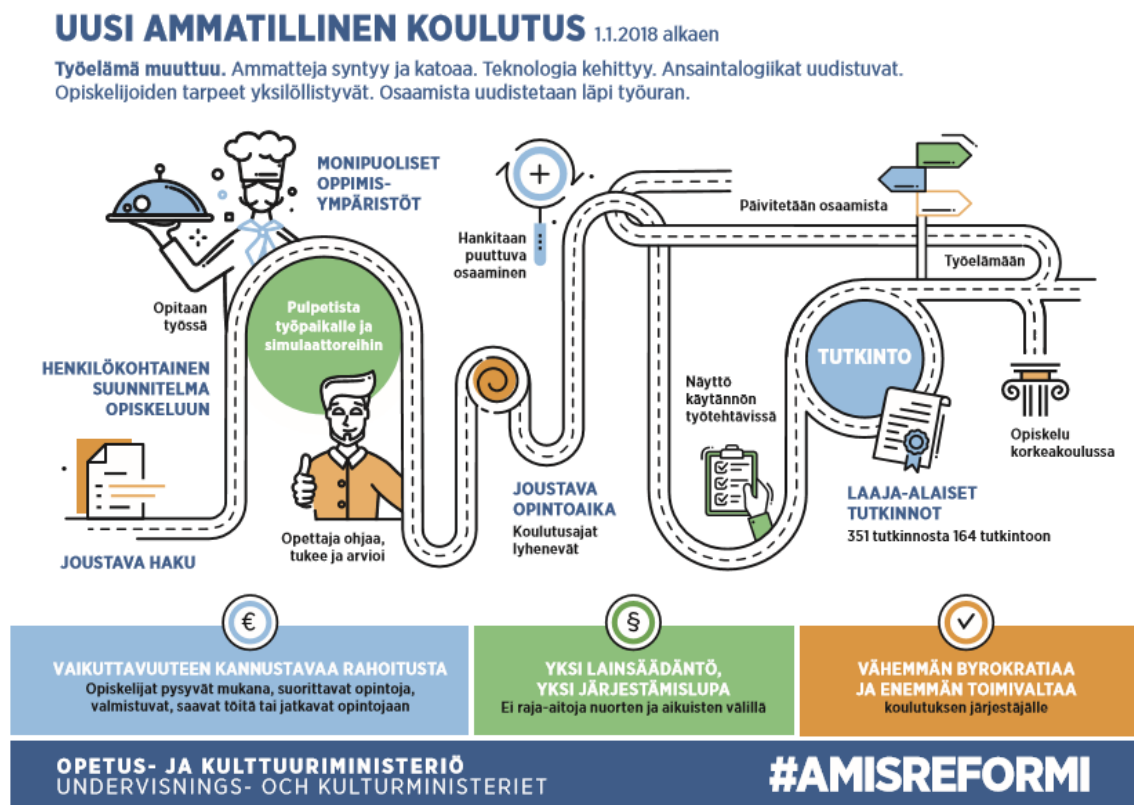 UUSI AMMATILLINEN KOULUTUS 1.1.2018 alkaen
Työelämä muuttuu. Ammatteja syntyy ja katoaa. Teknologia kehittyy. Ansaintalogiikat uudistuvat.
Opiskelijoiden tarpeet yksilöllistyvät. Osaamista uudistetaan läpi työuran.
MONIPUOLISET
OPPIMIS-
YMPÄRISTÖT
Opitaan
työssä
Pulpetista
työpaikalle ja
simulaattoreihin
HENKILÖKOHTAINEN
SUUNNITELMA
OPISKELUUN
JOUSTAVA HAKU
Opettaja ohjaa,
tukee ja arvioi
+
Hankitaan
puuttuva
osaaminen
JOUSTAVA
OPINTOAIKA
Koulutusajat
lyhenevät
Päivitetään osaamista
Työelämään
Näyttö
käytännön
työtehtävissä
TUTKINTO
LAAJA-ALAISET
TUTKINNOT
351 tutkinnosta 164 tutkintoon
Opiskelu
korkeakoulussa
€
VAIKUTTAVUUTEEN KANNUSTAVAA RAHOITUSTA
Opiskelijat pysyvät mukana, suorittavat opintoja,
valmistuvat, saavat töitä tai jatkavat opintojaan
§
YKSI LAINSÄÄDÄNTÖ,
YKSI JÄRJESTÄMISLUPA
Ei raja-aitoja nuorten ja aikuisten välillä
VÄHEMMÄN BYROKRATIAA
JA ENEMMÄN TOIMIVALTAA
koulutuksen järjestäjälle
OPETUS- JA KULTTUURIMINISTERIÖ
UNDERVISNINGS- OCH KULTURMINISTERIET
#AMISREFORMI